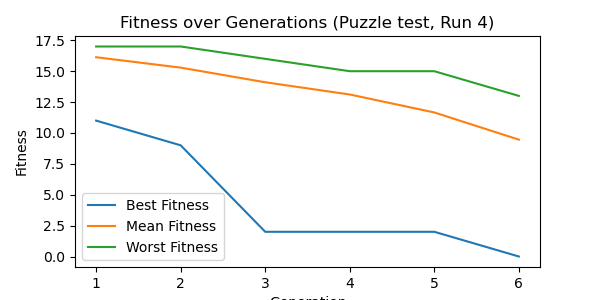 Fitness over Generations (Puzzle test, Run 4)
17.5
15.0
12.5
10.0
7.5
5.0
2.5
0.0
Fitness
Best Fitness
Mean Fitness
Worst Fitness
1 2 3 4 5 6
Generation